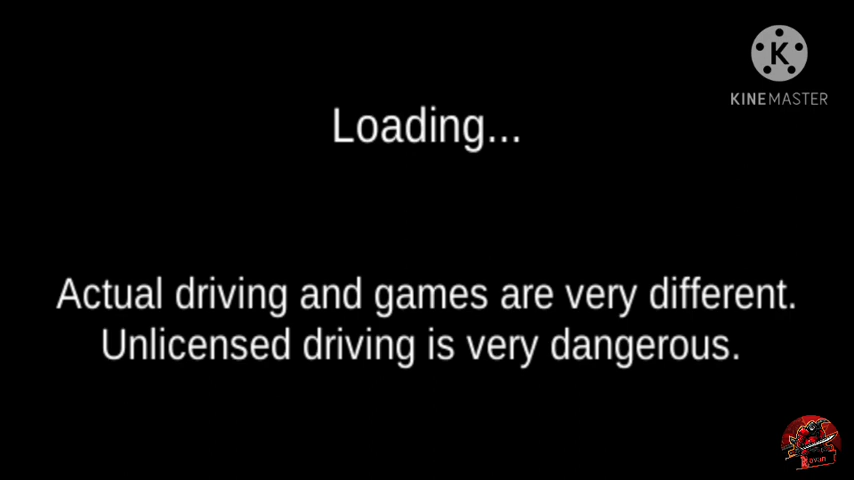 KINEMASTER
Loading...
Actual driving and games are very different.
Unlicensed driving is very dangerous.